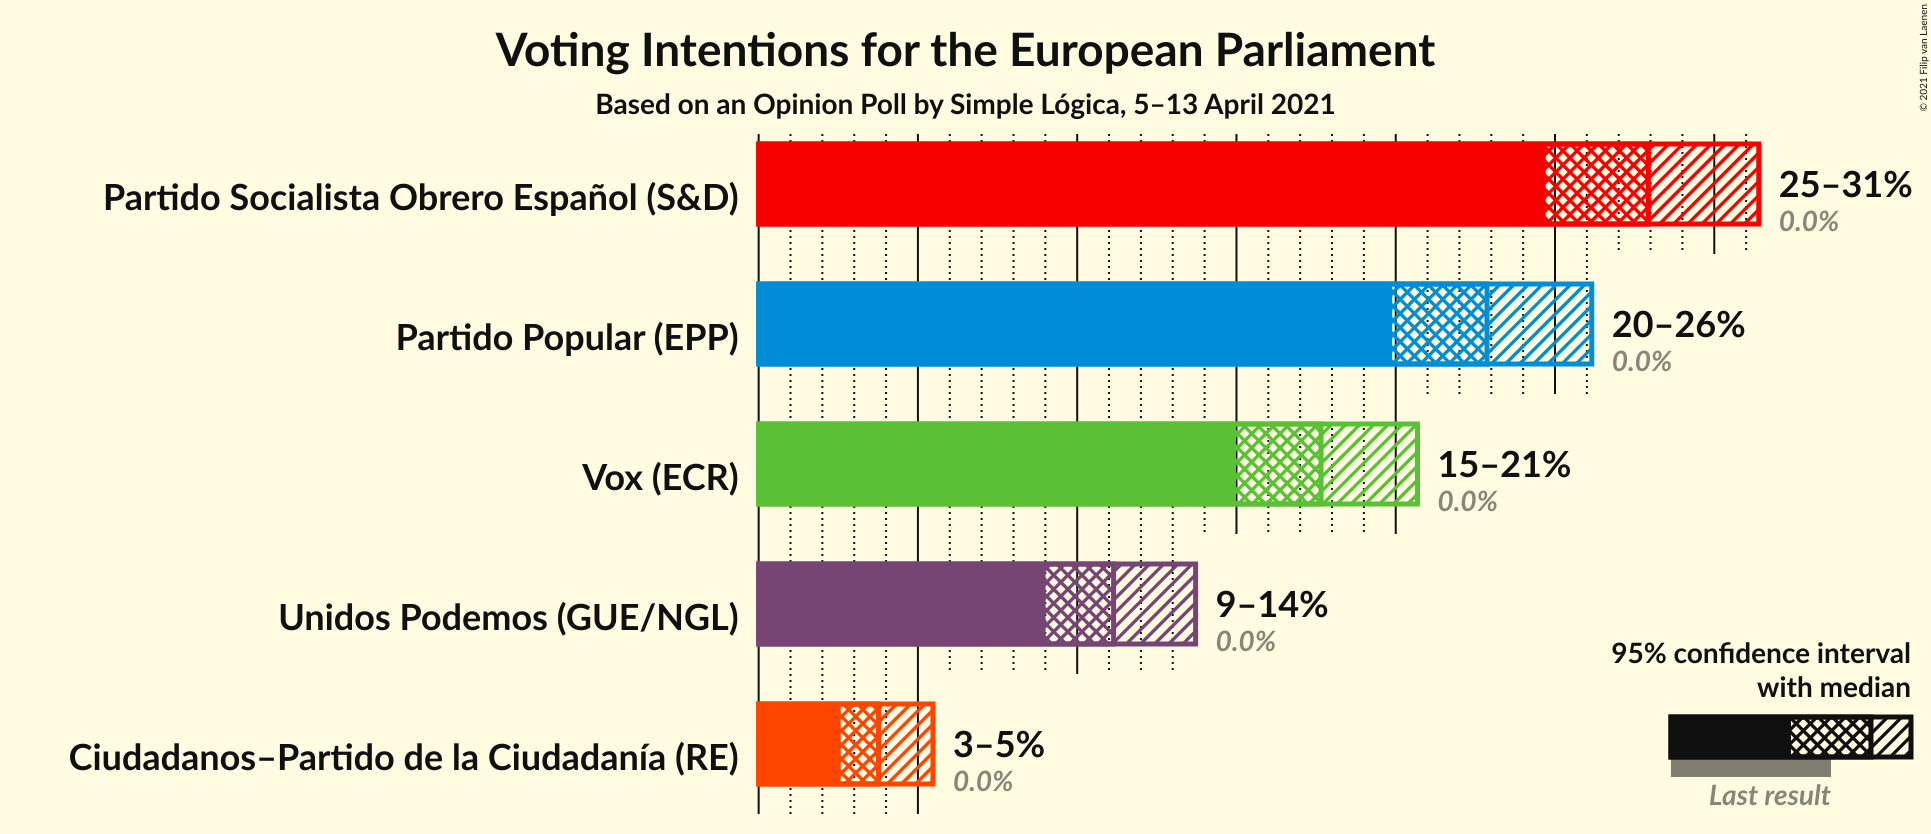 Voting Intentions for the European Parliament
Based on an Opinion Poll by Simple Lógica, 5–13 April 2021
© 2021 Filip van Laenen
Partido Socialista Obrero Español (S&D)
25–31%
0.0%
Partido Popular (EPP)
20–26%
0.0%
Vox (ECR)
15–21%
0.0%
Unidos Podemos (GUE/NGL)
9–14%
0.0%
Ciudadanos–Partido de la Ciudadanía (RE)
3–5%
0.0%
95% confidence interval
with median
Last result